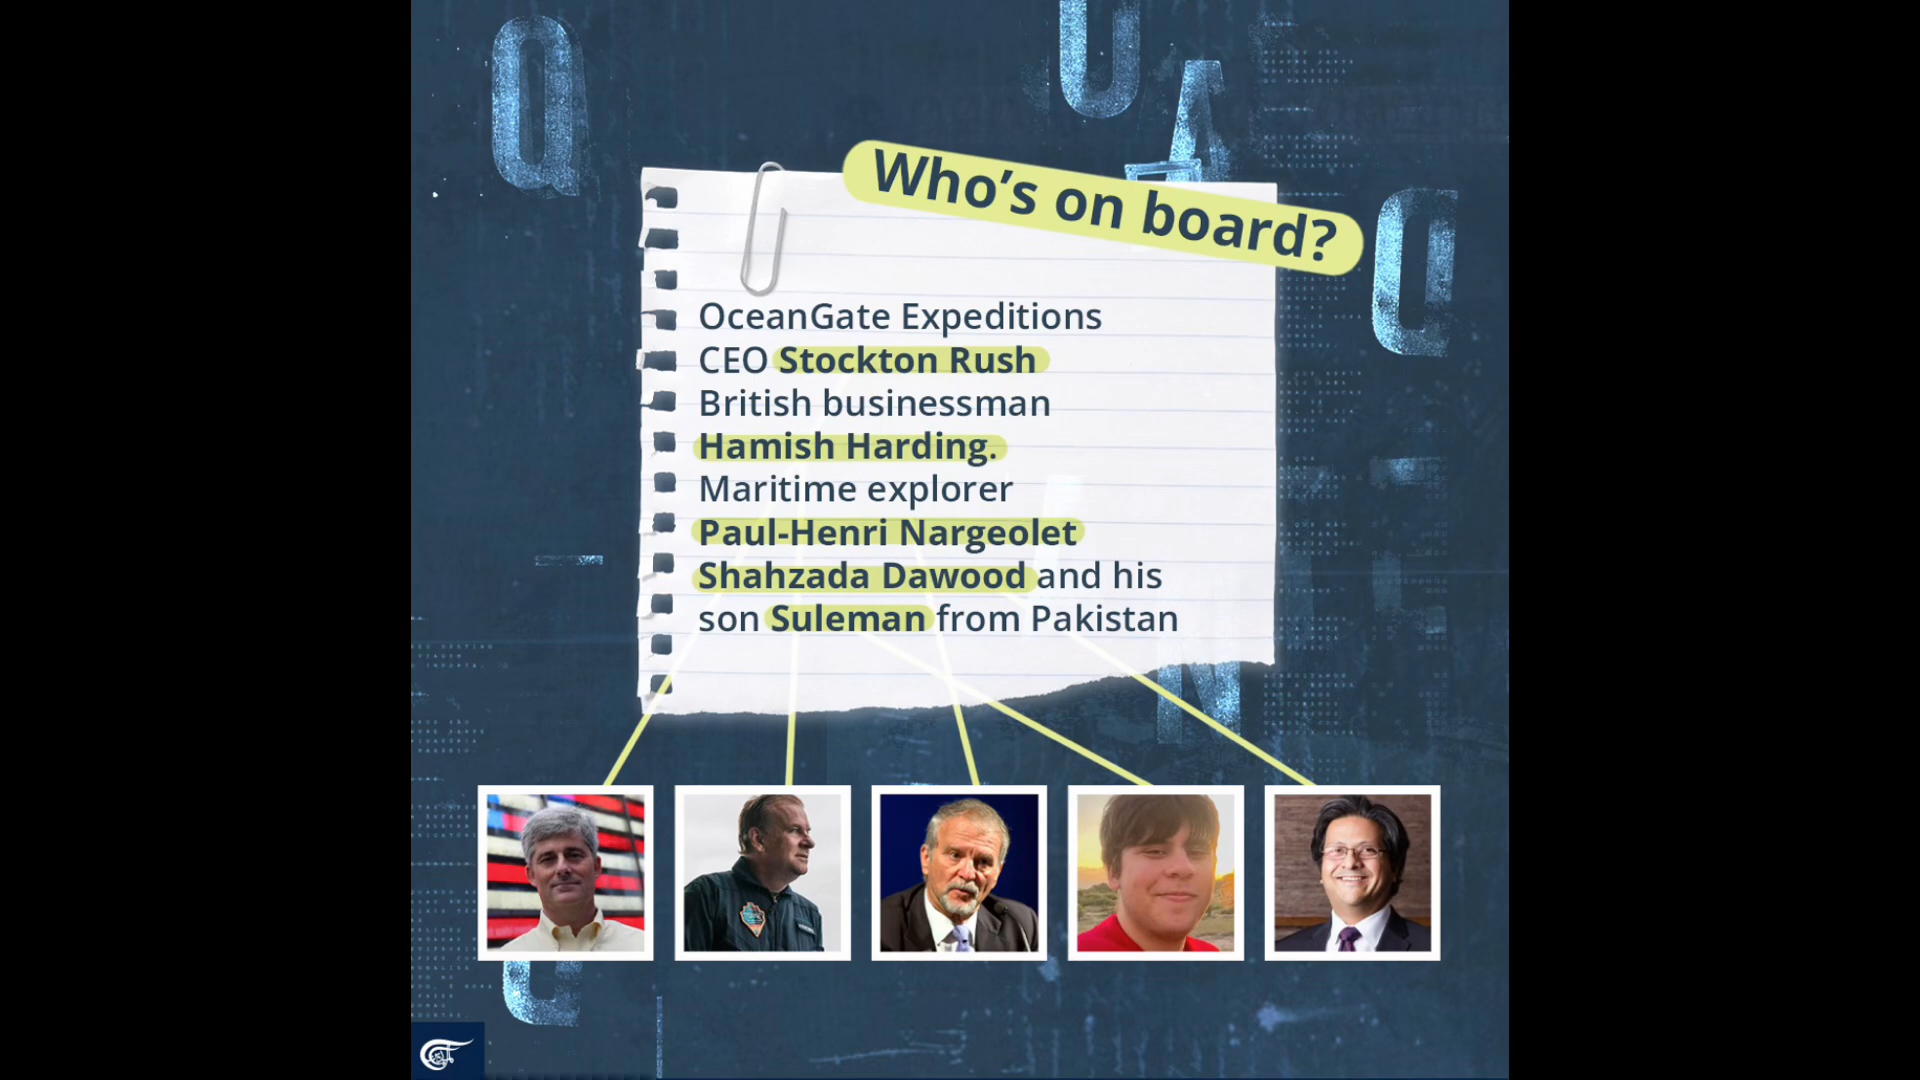 Who's on board?
OceanGate Expeditions
CEO Stockton Rush
British businessman
Hamish Harding.
Maritime explorer
Paul-Henri Nargeolet
Shahzada Dawood and his
son Suleman from Pakistan